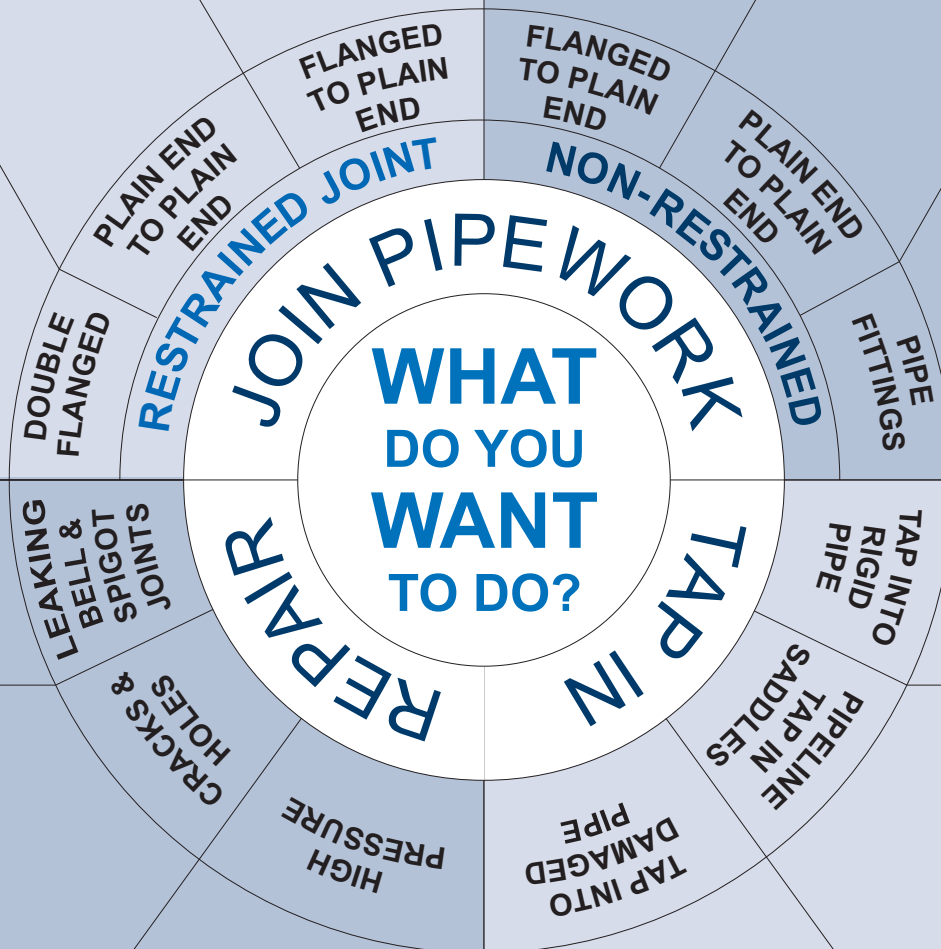 WHAT
DO YOU
WANT
TO DO?
JOIN PIPEWORK
RESTRAINED JOINT
DOUBLE
FLANGED
PLAIN END
TO PLAIN
END
FLANGED
TO PLAIN
END
NON-RESTRAINED
FLANGED
TO PLAIN
END
PLAIN END
TO PLAIN
END
PIPE
FITTINGS
TAP IN
TAP INTO
RIGID
PIPE
PIPELINE
TAP IN
SADDLES
TAP INTO
DAMAGED
PIPE
REPAIR
HIGH
PRESSURE
CRACKS &
HOLES
LEAKING
BELL &
SPIGOT
JOINTS